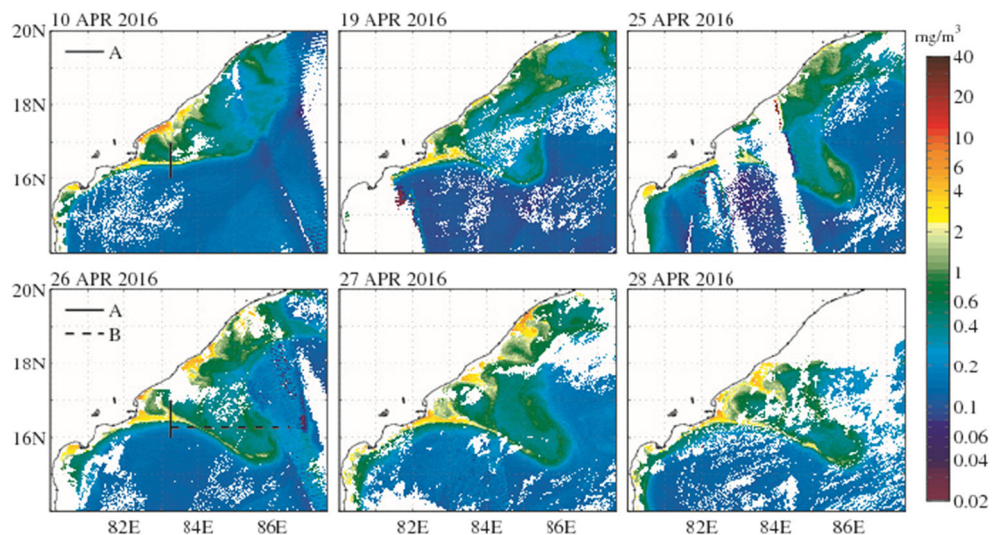 10 APR 2016
19 APR 2016
25 APR 2016
mg/m³
20N
18N
16N
A
40
20
10
6
4
2
1
0.6
0.4
0.2
0.1
0.06
0.04
0.02
26 APR 2016
27 APR 2016
28 APR 2016
20N
18N
16N
A
B
82E 84E 86E
82E 84E 86E
82E 84E 86E